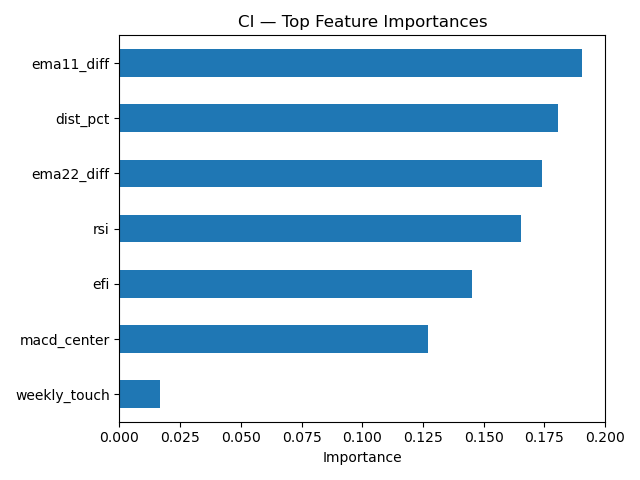 CI — Top Feature Importances
ema11_diff
dist_pct
ema22_diff
rsi
efi
macd_center
weekly_touch
0.000 0.025 0.050 0.075 0.100 0.125 0.150 0.175 0.200
Importance